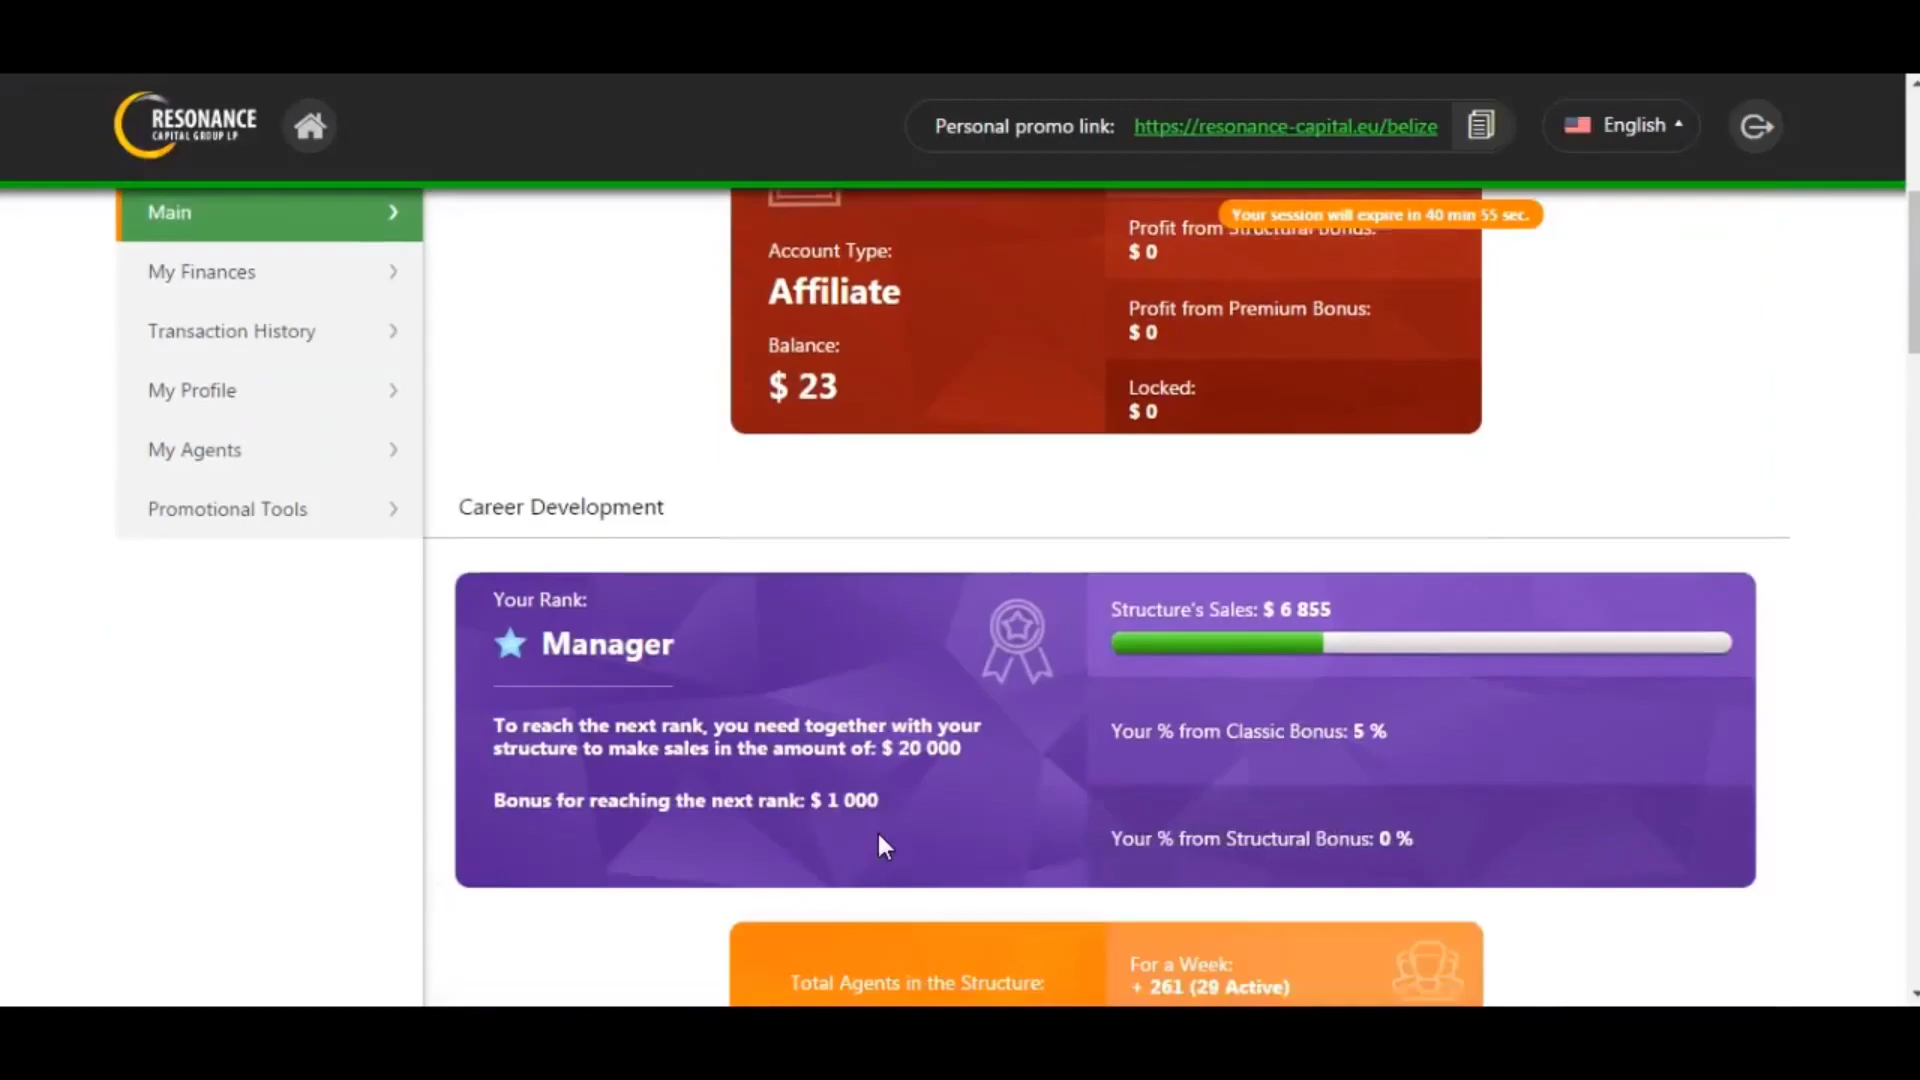 RESONANCE
CAPITAL GROUP LP
Personal promo link: https://resonance-capital.eu/belize
English
Main
My Finances
Transaction History
My Profile
My Agents
Promotional Tools
Account Type:
Affiliate
Balance:
$ 23
Your session will expire in 40 min 55 sec.
Profit from Structural Bonus:
$ 0
Profit from Premium Bonus:
$ 0
Locked:
$ 0
Career Development
Your Rank:
Manager
To reach the next rank, you need together with your
structure to make sales in the amount of: $ 20 000
Bonus for reaching the next rank: $ 1 000
Structure's Sales: $ 6 855
Your % from Classic Bonus: 5 %
Your % from Structural Bonus: 0 %
Total Agents in the Structure:
For a Week:
+ 261 (29 Active)